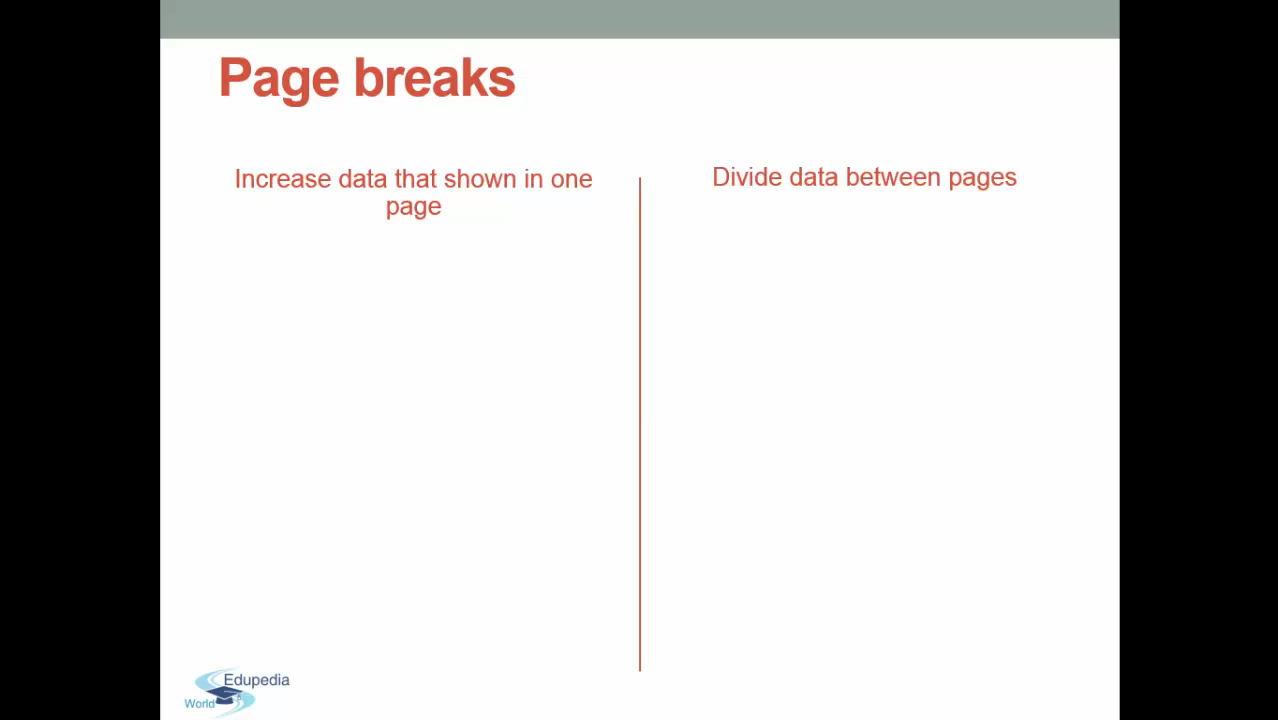 Page breaks
Increase data that shown in one
page
Divide data between pages
Edupedia
World